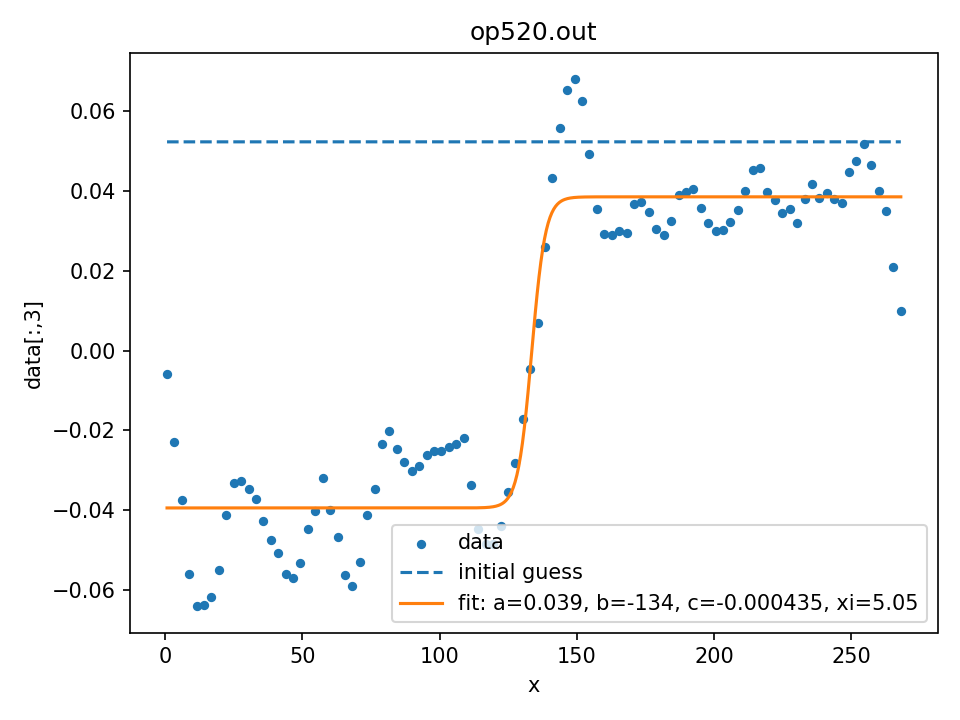 op520.out
0.06
0.04
0.02
0.00
−0.02
−0.04
−0.06
data[:,3]
data
initial guess
fit: a=0.039, b=-134, c=-0.000435, xi=5.05
0 50 100 150 200 250
x